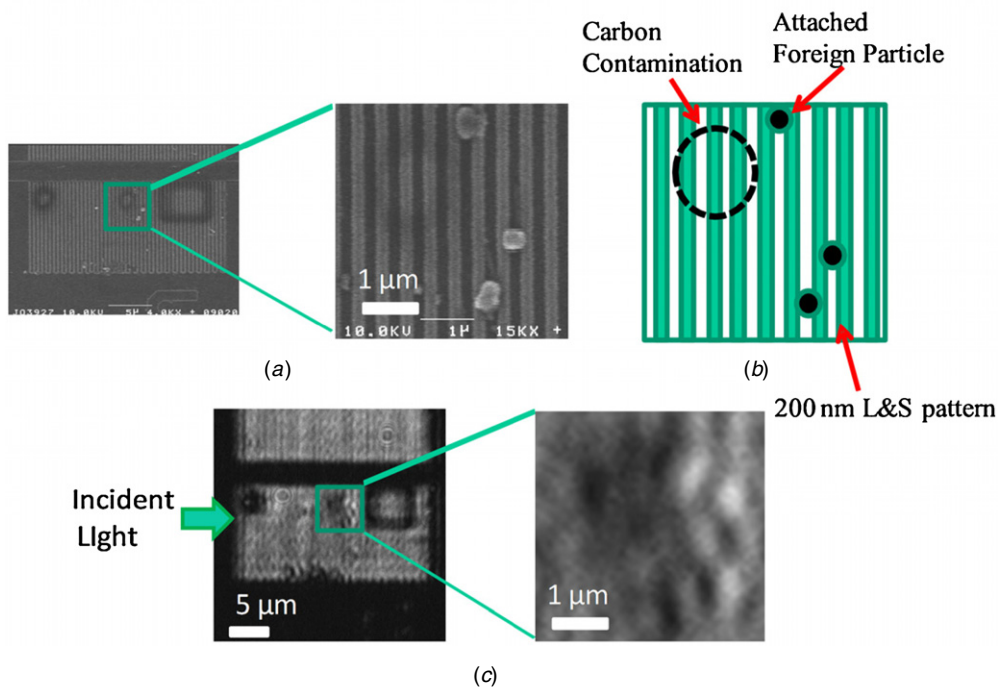 Carbon
Contamination
Attached
Foreign Particle
1 μm
JO3927 10.0KV 5μ 4.0KX + 09020
10.0KV 1μ 15KX +
(a)
(b)
200 nm L&S pattern
Incident
LIght
5 μm
1 μm
(c)